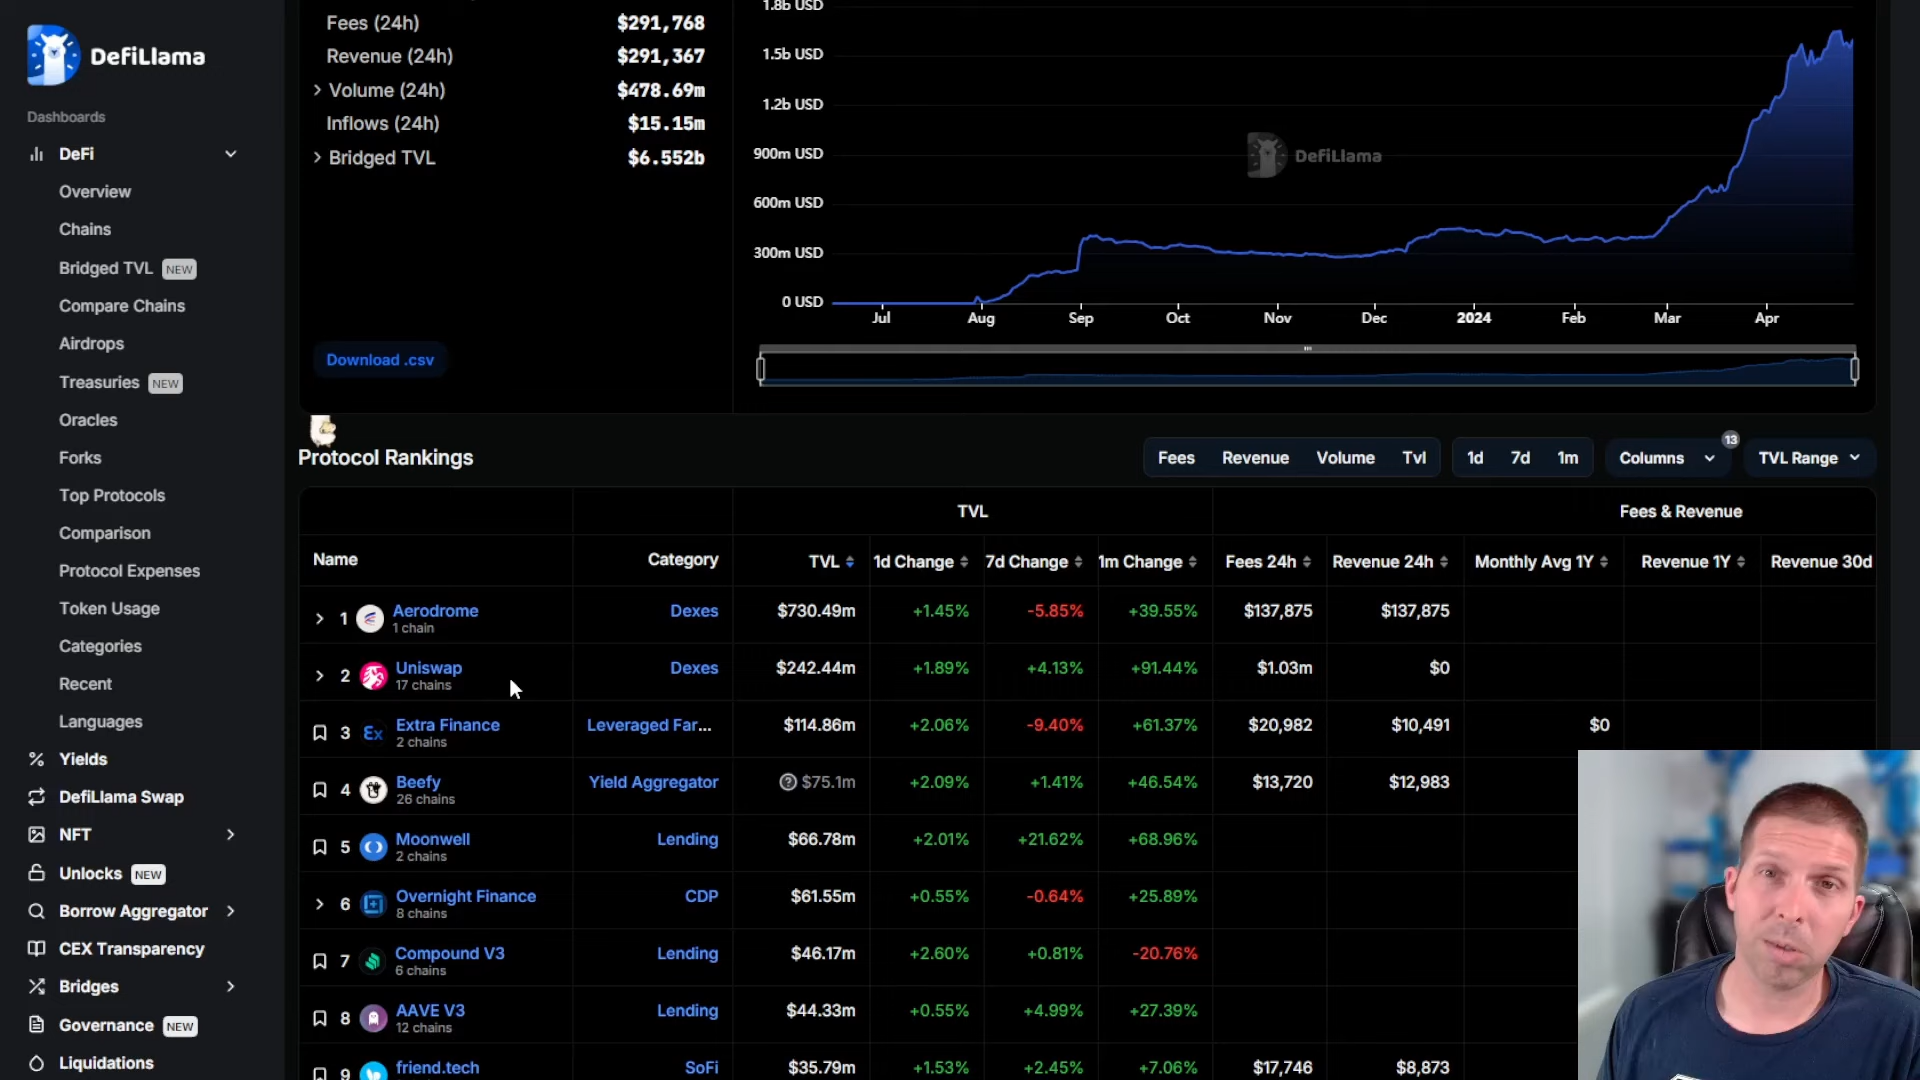 DefiLlama
Dashboards
DeFi
Overview
Chains
Bridged TVL NEW
Compare Chains
Airdrops
Treasuries NEW
Oracles
Forks
Top Protocols
Comparison
Protocol Expenses
Token Usage
Categories
Recent
Languages
Yields
DefiLlama Swap
NFT
Unlocks NEW
Borrow Aggregator
CEX Transparency
Bridges
Governance NEW
Liquidations
Fees (24h) $291,768
Revenue (24h) $291,367
Volume (24h) $478.69m
Inflows (24h) $15.15m
Bridged TVL $6.552b
Download .csv
1.8b USD
1.5b USD
1.2b USD
900m USD
600m USD
300m USD
0 USD
DefiLlama
Jul Aug Sep Oct Nov Dec 2024 Feb Mar Apr
Protocol Rankings
Fees Revenue Volume Tvl 1d 7d 1m Columns 13 TVL Range
TVL Fees & Revenue
Name Category TVL 1d Change 7d Change 1m Change Fees 24h Revenue 24h Monthly Avg 1Y Revenue 1Y Revenue 30d
1 Aerodrome Dexes $730.49m +1.45% -5.85% +39.55% $137,875 $137,875
1 chain
2 Uniswap Dexes $242.44m +1.89% +4.13% +91.44% $1.03m $0
17 chains
3 Extra Finance Leveraged Far... $114.86m +2.06% -9.40% +61.37% $20,982 $10,491 $0
2 chains
4 Beefy Yield Aggregator $75.1m +2.09% +1.41% +46.54% $13,720 $12,983
26 chains
5 Moonwell Lending $66.78m +2.01% +21.62% +68.96%
2 chains
6 Overnight Finance CDP $61.55m +0.55% -0.64% +25.89%
8 chains
7 Compound V3 Lending $46.17m +2.60% +0.81% -20.76%
6 chains
8 AAVE V3 Lending $44.33m +0.55% +4.99% +27.39%
12 chains
9 friend.tech SoFi $35.79m +1.53% +2.45% +7.06% $17,746 $8,873